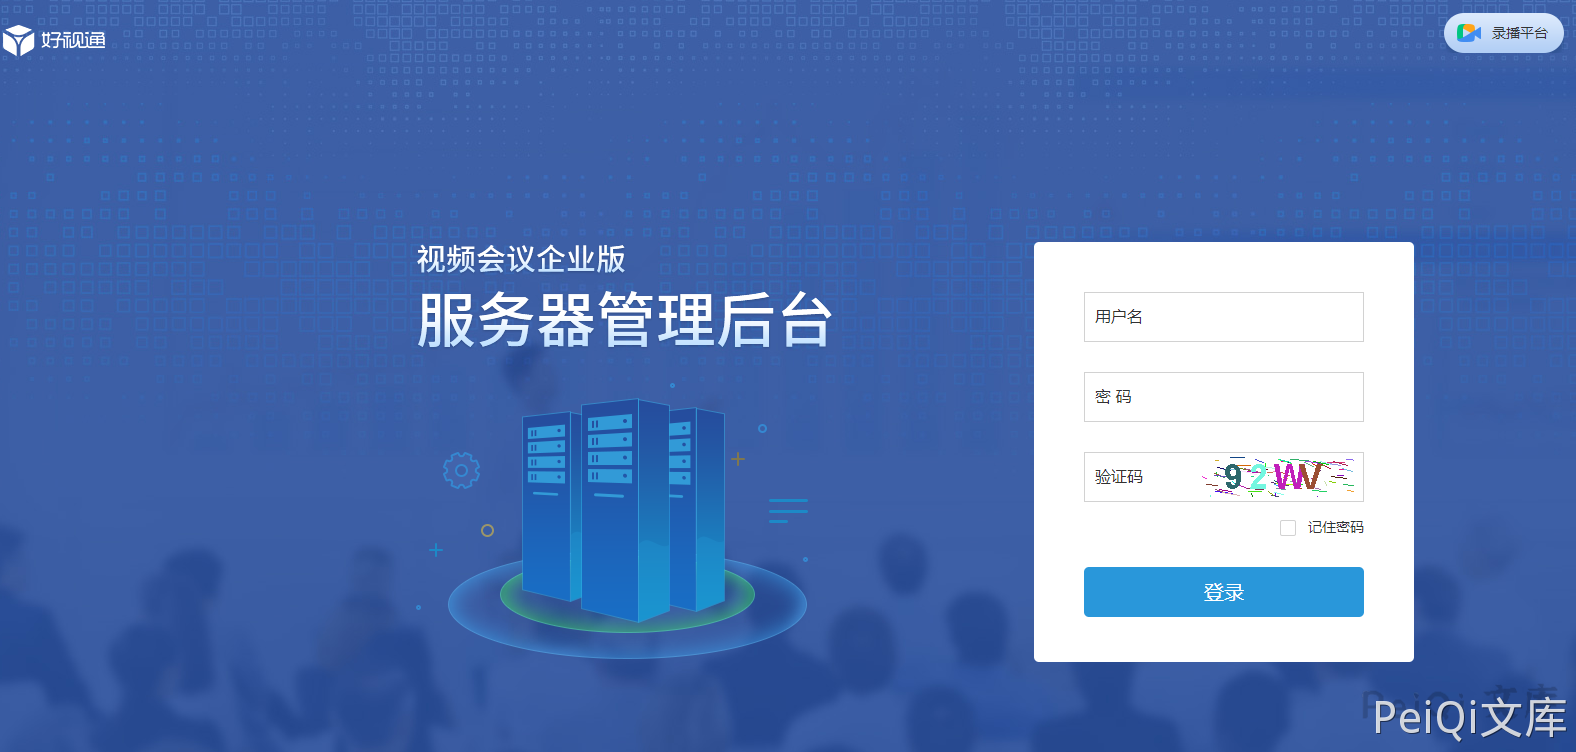 好视通
录播平台
视频会议企业版
服务器管理后台
用户名
密 码
验证码
92WV
记住密码
登录
PeiQi文库